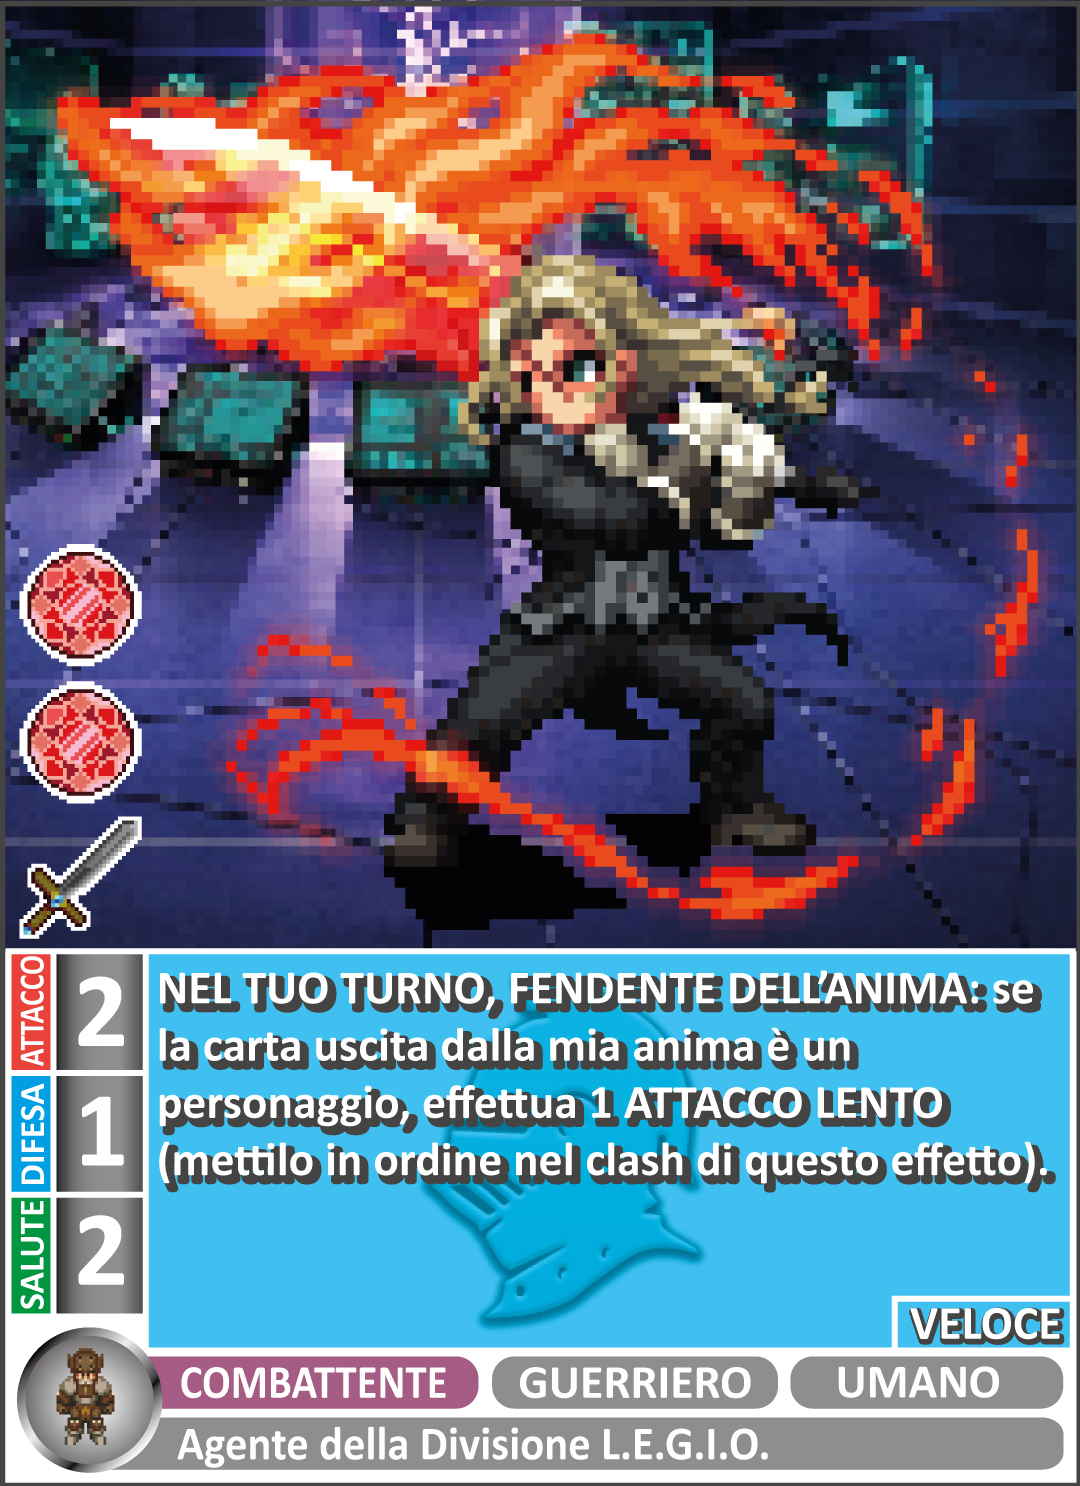 ATTACCO
2
NEL TUO TURNO, FENDENTE DELL'ANIMA: se
la carta uscita dalla mia anima è un
personaggio, effettua 1 ATTACCO LENTO
(mettilo in ordine nel clash di questo effetto).
DIFESA
1
SALUTE
2
VELOCE
COMBATTENTE
GUERRIERO
UMANO
Agente della Divisione L.E.G.I.O.